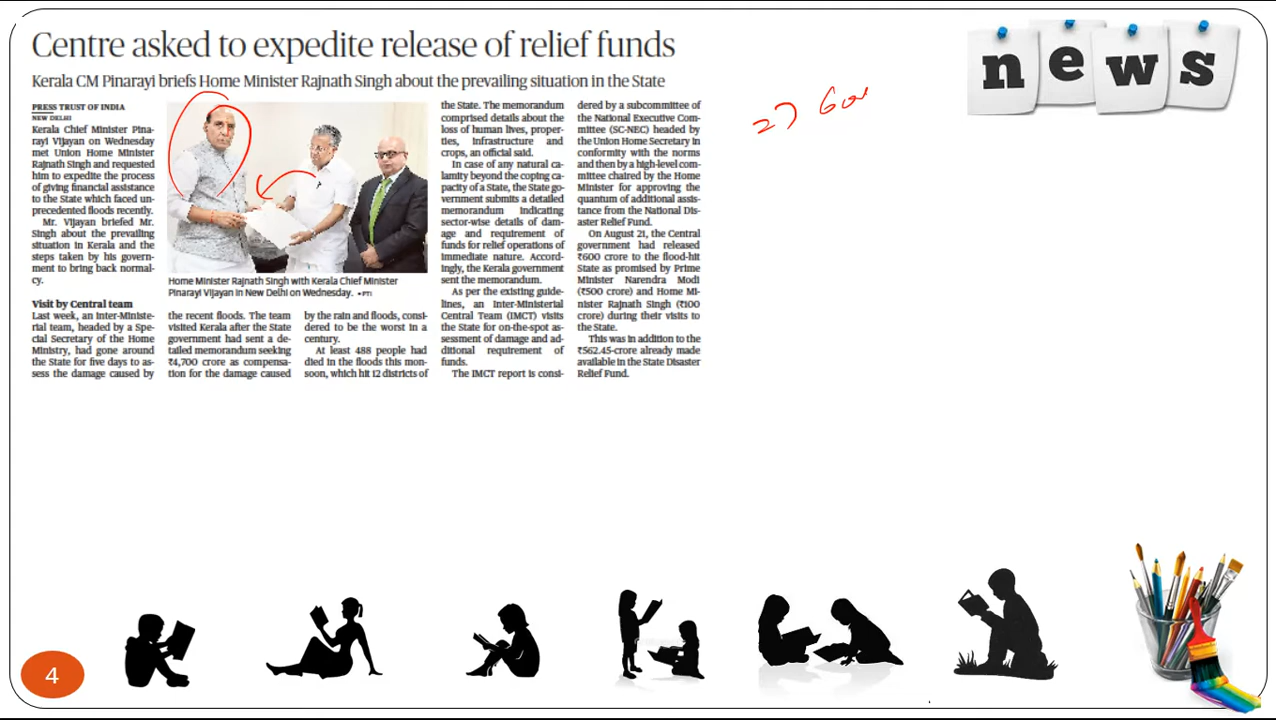 Centre asked to expedite release of relief funds
Kerala CM Pinarayi briefs Home Minister Rajnath Singh about the prevailing situation in the State
PRESS TRUST OF INDIA
NEW DELHI
Kerala Chief Minister Pina-
rayi Vijayan on Wednesday
met Union Home Minister
Rajnath Singh and requested
him to expedite the process
of giving financial assistance
to the State which faced un-
precedented floods recently.
Mr. Vijayan briefed Mr.
Singh about the prevailing
situation in Kerala and the
steps taken by his govern-
ment to bring back normal-
cy.
Visit by Central team
Last week, an Inter-Ministe-
rial team, headed by a Spe-
cial Secretary of the Home
Ministry, had gone around
the State for five days to as-
sess the damage caused by
Home Minister Rajnath Singh with Kerala Chief Minister
Pinarayi Vijayan in New Delhi on Wednesday. •PTI
the recent floods. The team
visited Kerala after the State
government had sent a de-
tailed memorandum seeking
₹4,700 crore as compensa-
tion for the damage caused
by the rain and floods, consi-
dered to be the worst in a
century.
At least 488 people had
died in the floods this mon-
soon, which hit 12 districts of
the State. The memorandum
comprised details about the
loss of human lives, proper-
ties, infrastructure and
crops, an official said.
In case of any natural ca-
lamity beyond the coping ca-
pacity of a State, the State go-
vernment submits a detailed
memorandum indicating
sector-wise details of dam-
age and requirement of
funds for relief operations of
immediate nature. Accord-
ingly, the Kerala government
sent the memorandum.
As per the existing guide-
lines, an Inter-Ministerial
Central Team (IMCT) visits
the State for on-the-spot as-
sessment of damage and ad-
ditional requirement of
funds.
The IMCT report is consi-
dered by a subcommittee of
the National Executive Com-
mittee (SC-NEC) headed by
the Union Home Secretary in
conformity with the norms
and then by a high-level com-
mittee chaired by the Home
Minister for approving the
quantum of additional assis-
tance from the National Dis-
aster Relief Fund.
On August 21, the Central
government had released
₹600 crore to the flood-hit
State as promised by Prime
Minister Narendra Modi
(₹500 crore) and Home Mi-
nister Rajnath Singh (₹100
crore) during their visits to
the State.
This was in addition to the
₹562.45-crore already made
available in the State Disaster
Relief Fund.
news
4